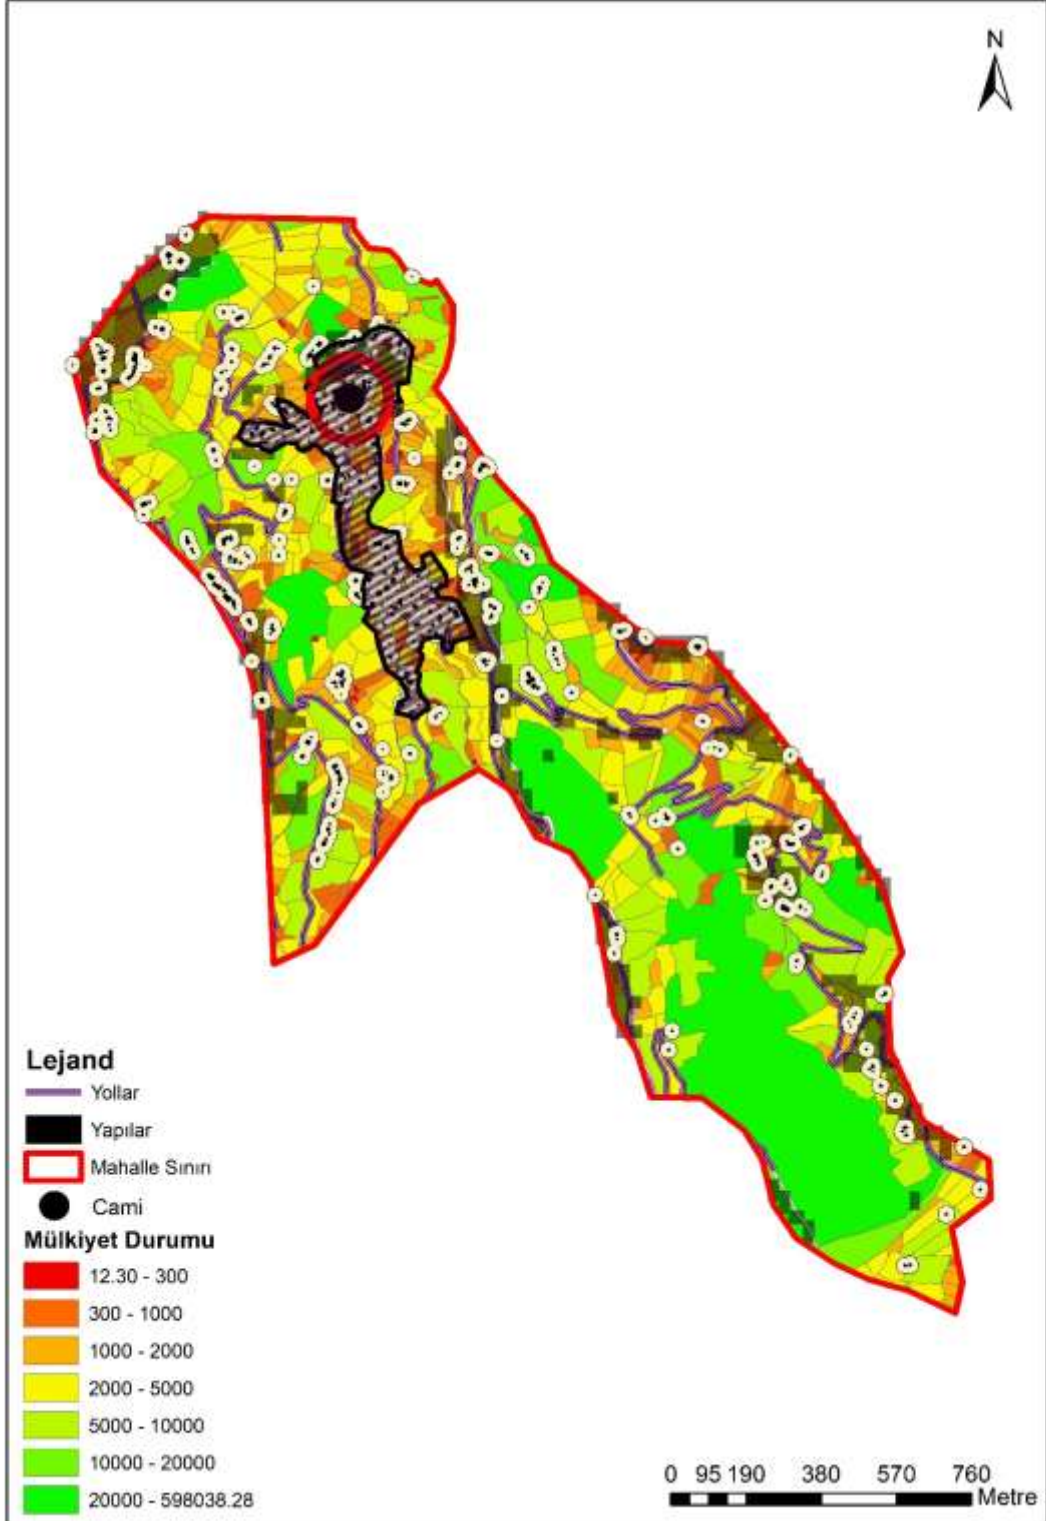 N
Lejand
Yollar
Yapılar
Mahalle Sınırı
Cami
Mülkiyet Durumu
12.30 - 300
300 - 1000
1000 - 2000
2000 - 5000
5000 - 10000
10000 - 20000
20000 - 598038.28
0 95 190 380 570 760
Metre